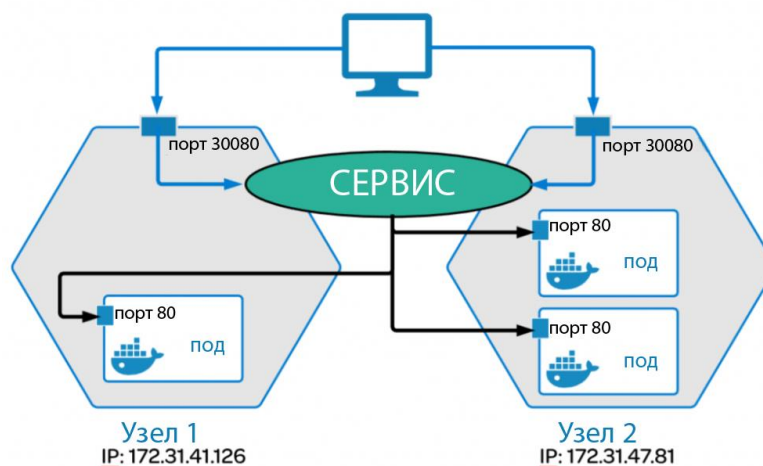 порт 30080
порт 30080
СЕРВИС
порт 80
под
порт 80
под
порт 80
под
Узел 1
IP: 172.31.41.126
Узел 2
IP: 172.31.47.81